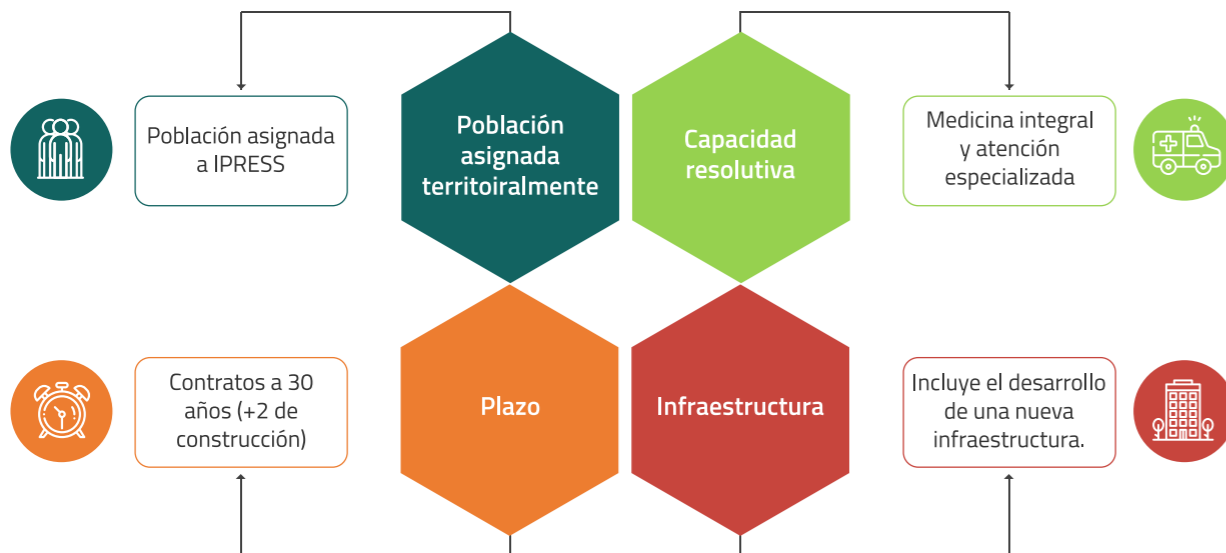 Población asignada
a IPRESS
Población
asignada
territoiralmente
Capacidad
resolutiva
Medicina integral
y atención
especializada
Contratos a 30
años (+2 de
construcción)
Plazo
Infraestructura
Incluye el desarrollo
de una nueva
infraestructura.